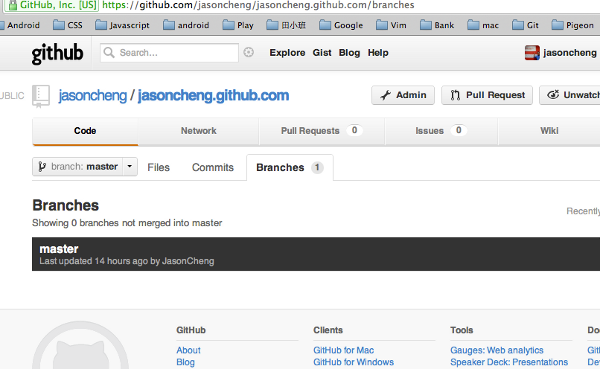 GitHub, Inc. [US] https://github.com/jasoncheng/jasoncheng.github.com/branches
Android CSS Javascript android Play 田小班 Google Vim Bank mac Git Pigeon
github Search... Explore Gist Blog Help jasoncheng
PUBLIC jasoncheng / jasoncheng.github.com Admin Pull Request Unwatch
Code Network Pull Requests 0 Issues 0 Wiki
branch: master Files Commits Branches 1
Branches
Showing 0 branches not merged into master
Recently
master
Last updated 14 hours ago by JasonCheng
GitHub Clients Tools Do
About GitHub for Mac Gauges: Web analytics Git
Blog GitHub for Windows Speaker Deck: Presentations De